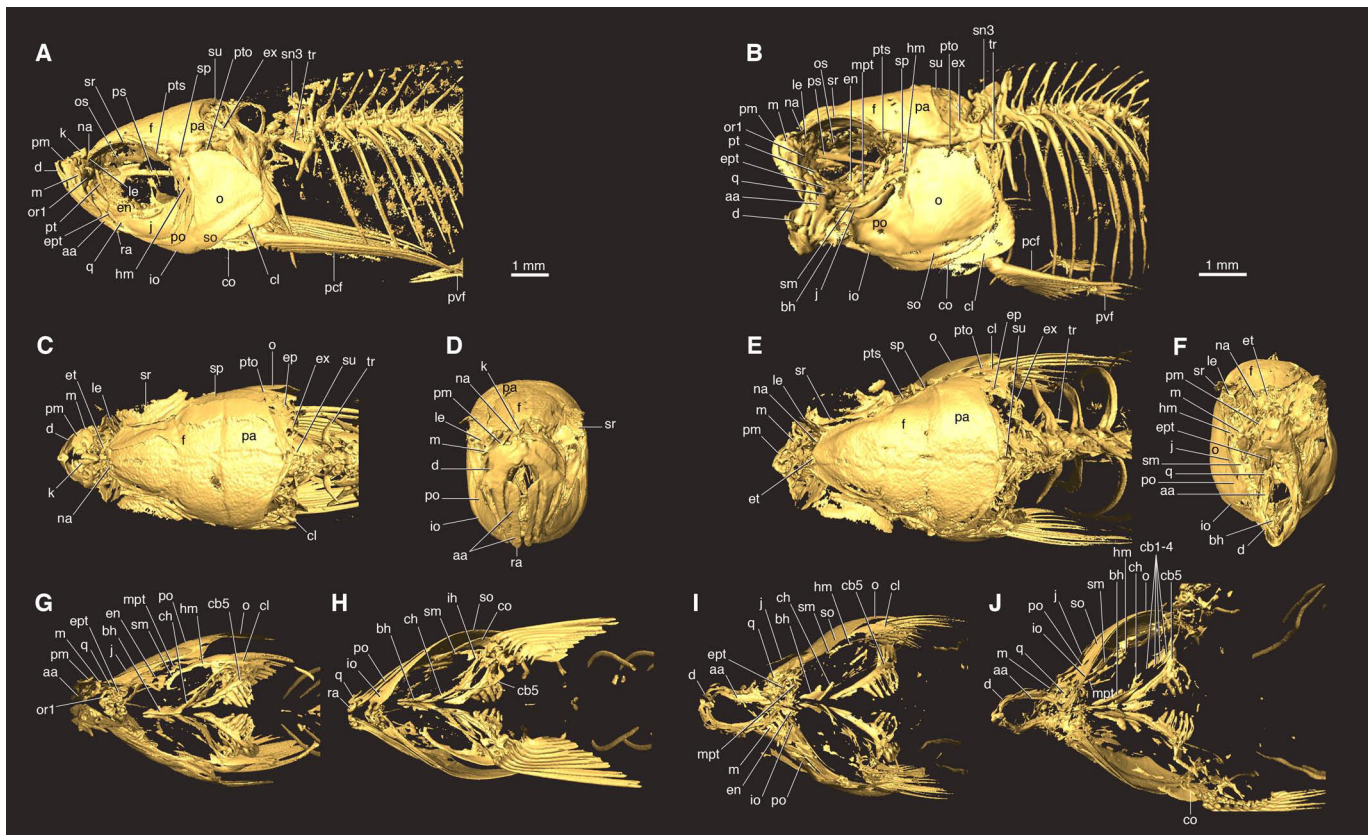 A
su
pto
ex
sn3
tr
sp
pts
sr
ps
os
na
k
pm
d
m
or1
pt
ept
aa
q
ra
hm
io
j
po
so
co
cl
pcf
pvf
f
pa
le
en
o
1 mm
B
sn3
tr
pto
ex
su
hm
sp
pts
mpt
en
sr
os
ps
le
na
m
pm
or1
pt
ept
q
aa
d
sm
bh
j
io
so
co
cl
pcf
pvf
f
pa
o
po
1 mm
C
o
pto
ep
ex
su
tr
sp
sr
le
et
m
pm
d
k
na
f
pa
cl
D
k
pa
na
f
pm
le
m
d
po
io
aa
ra
sr
E
o
pto
cl
ep
su
ex
tr
sp
pts
sr
le
na
m
pm
et
f
pa
F
et
na
le
sr
pm
m
hm
ept
j
o
sm
q
po
aa
io
bh
d
f
G
po
hm
cb5
o
cl
mpt
ch
sm
en
bh
j
ept
q
m
pm
aa
or1
H
ih
so
co
sm
ch
bh
po
io
q
ra
cb5
I
hm
cb5
o
cl
so
sm
ch
bh
j
q
ept
aa
d
mpt
m
en
io
po
J
cb1-4
hm
ch
o
cb5
bh
sm
so
j
po
io
q
m
aa
d
mpt
co